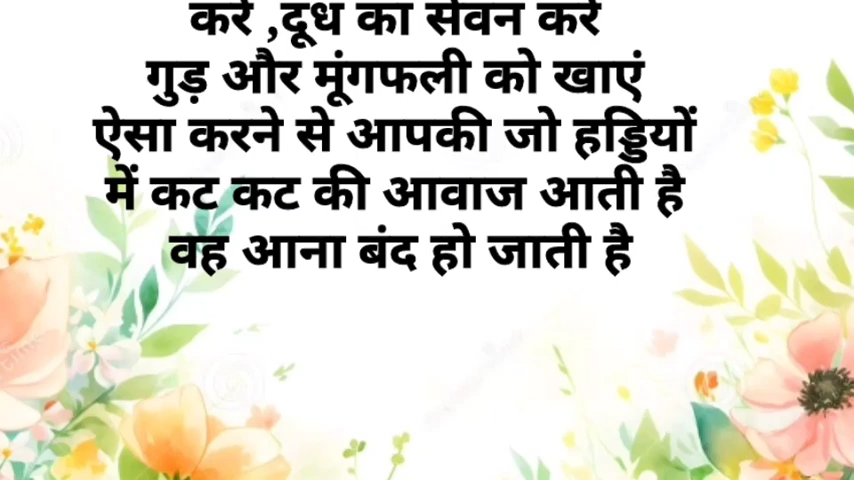 करें ,दूध का सेवन करें
गुड़ और मूंगफली को खाएं
ऐसा करने से आपकी जो हड्डियों
में कट कट की आवाज आती है
वह आना बंद हो जाती है